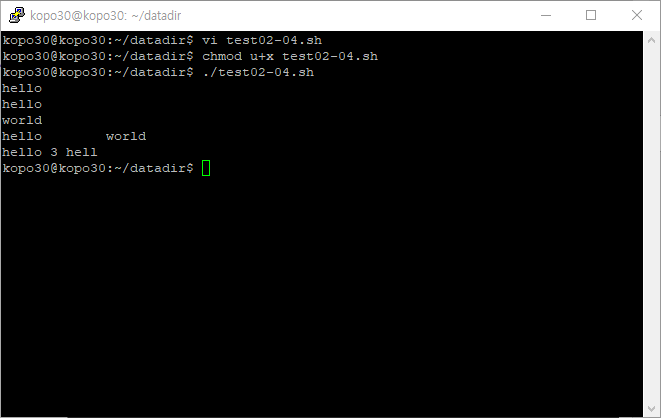 kopo30@kopo30: ~/datadir
kopo30@kopo30:~/datadir$ vi test02-04.sh
kopo30@kopo30:~/datadir$ chmod u+x test02-04.sh
kopo30@kopo30:~/datadir$ ./test02-04.sh
hello
hello
world
hello        world
hello 3 hell
kopo30@kopo30:~/datadir$